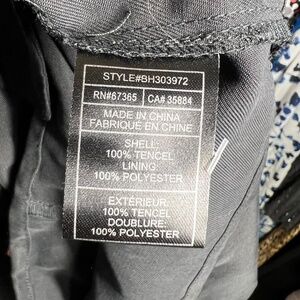 STYLE#BH303972
RN#67365 CA# 35884
MADE IN CHINA
FABRIQUÉ EN CHINE
SHELL:
100% TENCEL
LINING:
100% POLYESTER
EXTÉRIEUR:
100% TENCEL
DOUBLURE:
100% POLYESTER